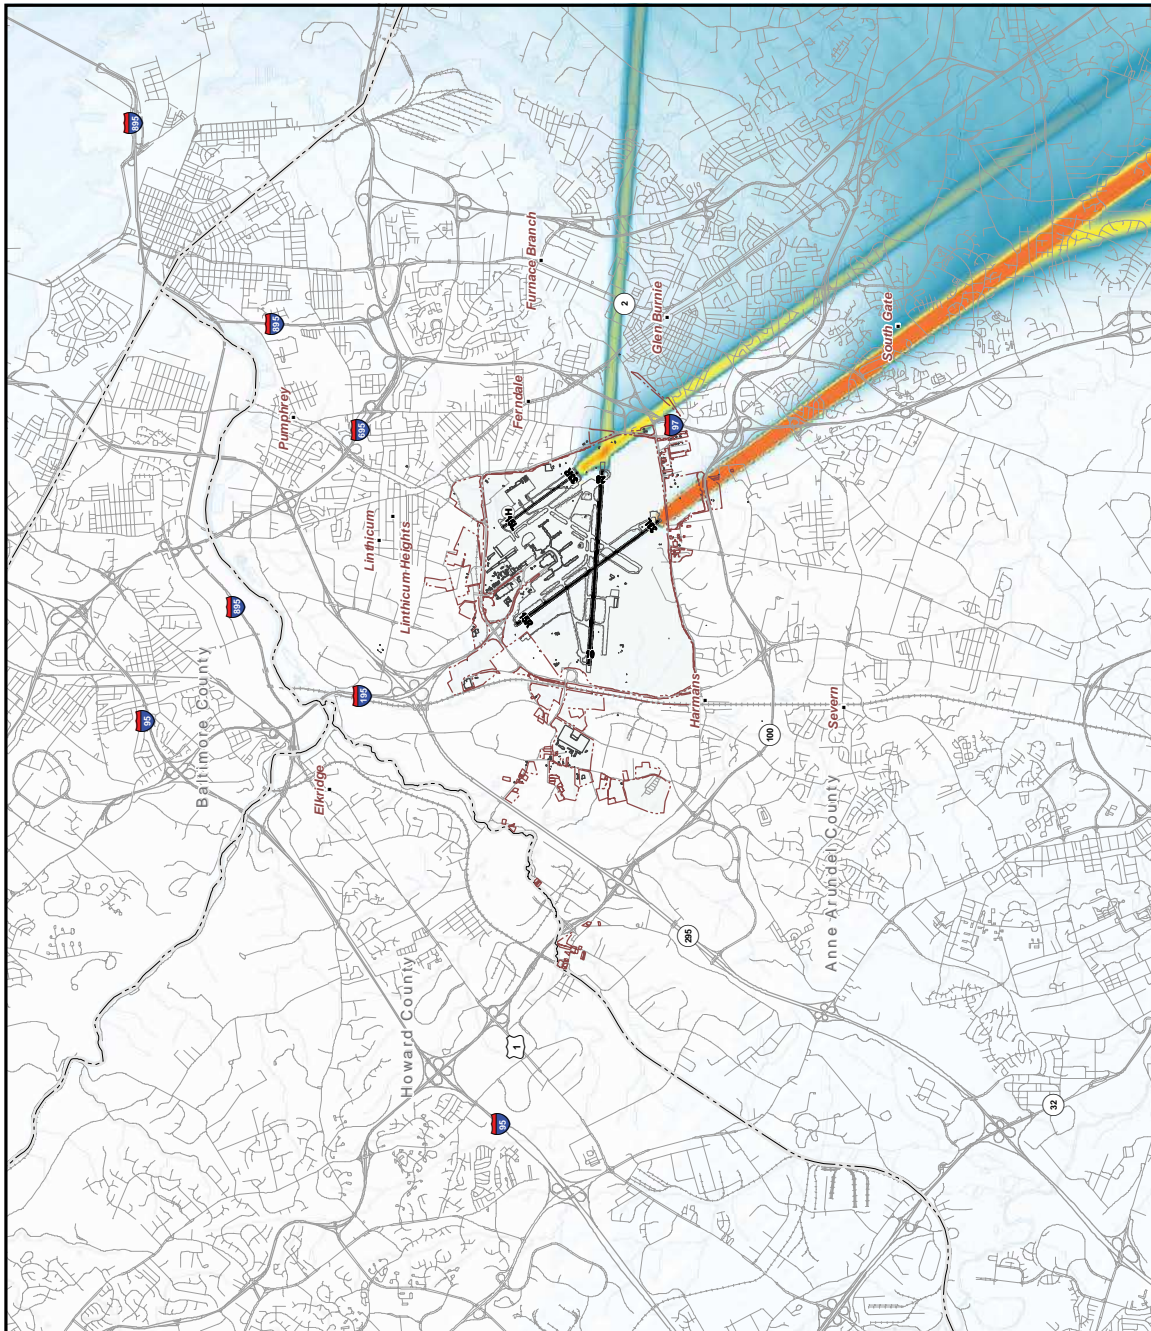 895
895
Furnace Branch
2
Glen Burnie
South Gate
Pumphrey
695
Ferndale
97
Linthicum
Linthicum Heights
H
895
195
95
Baltimore County
Elkridge
Harmans
Severn
100
Anne Arundel County
295
Howard County
1
95
32